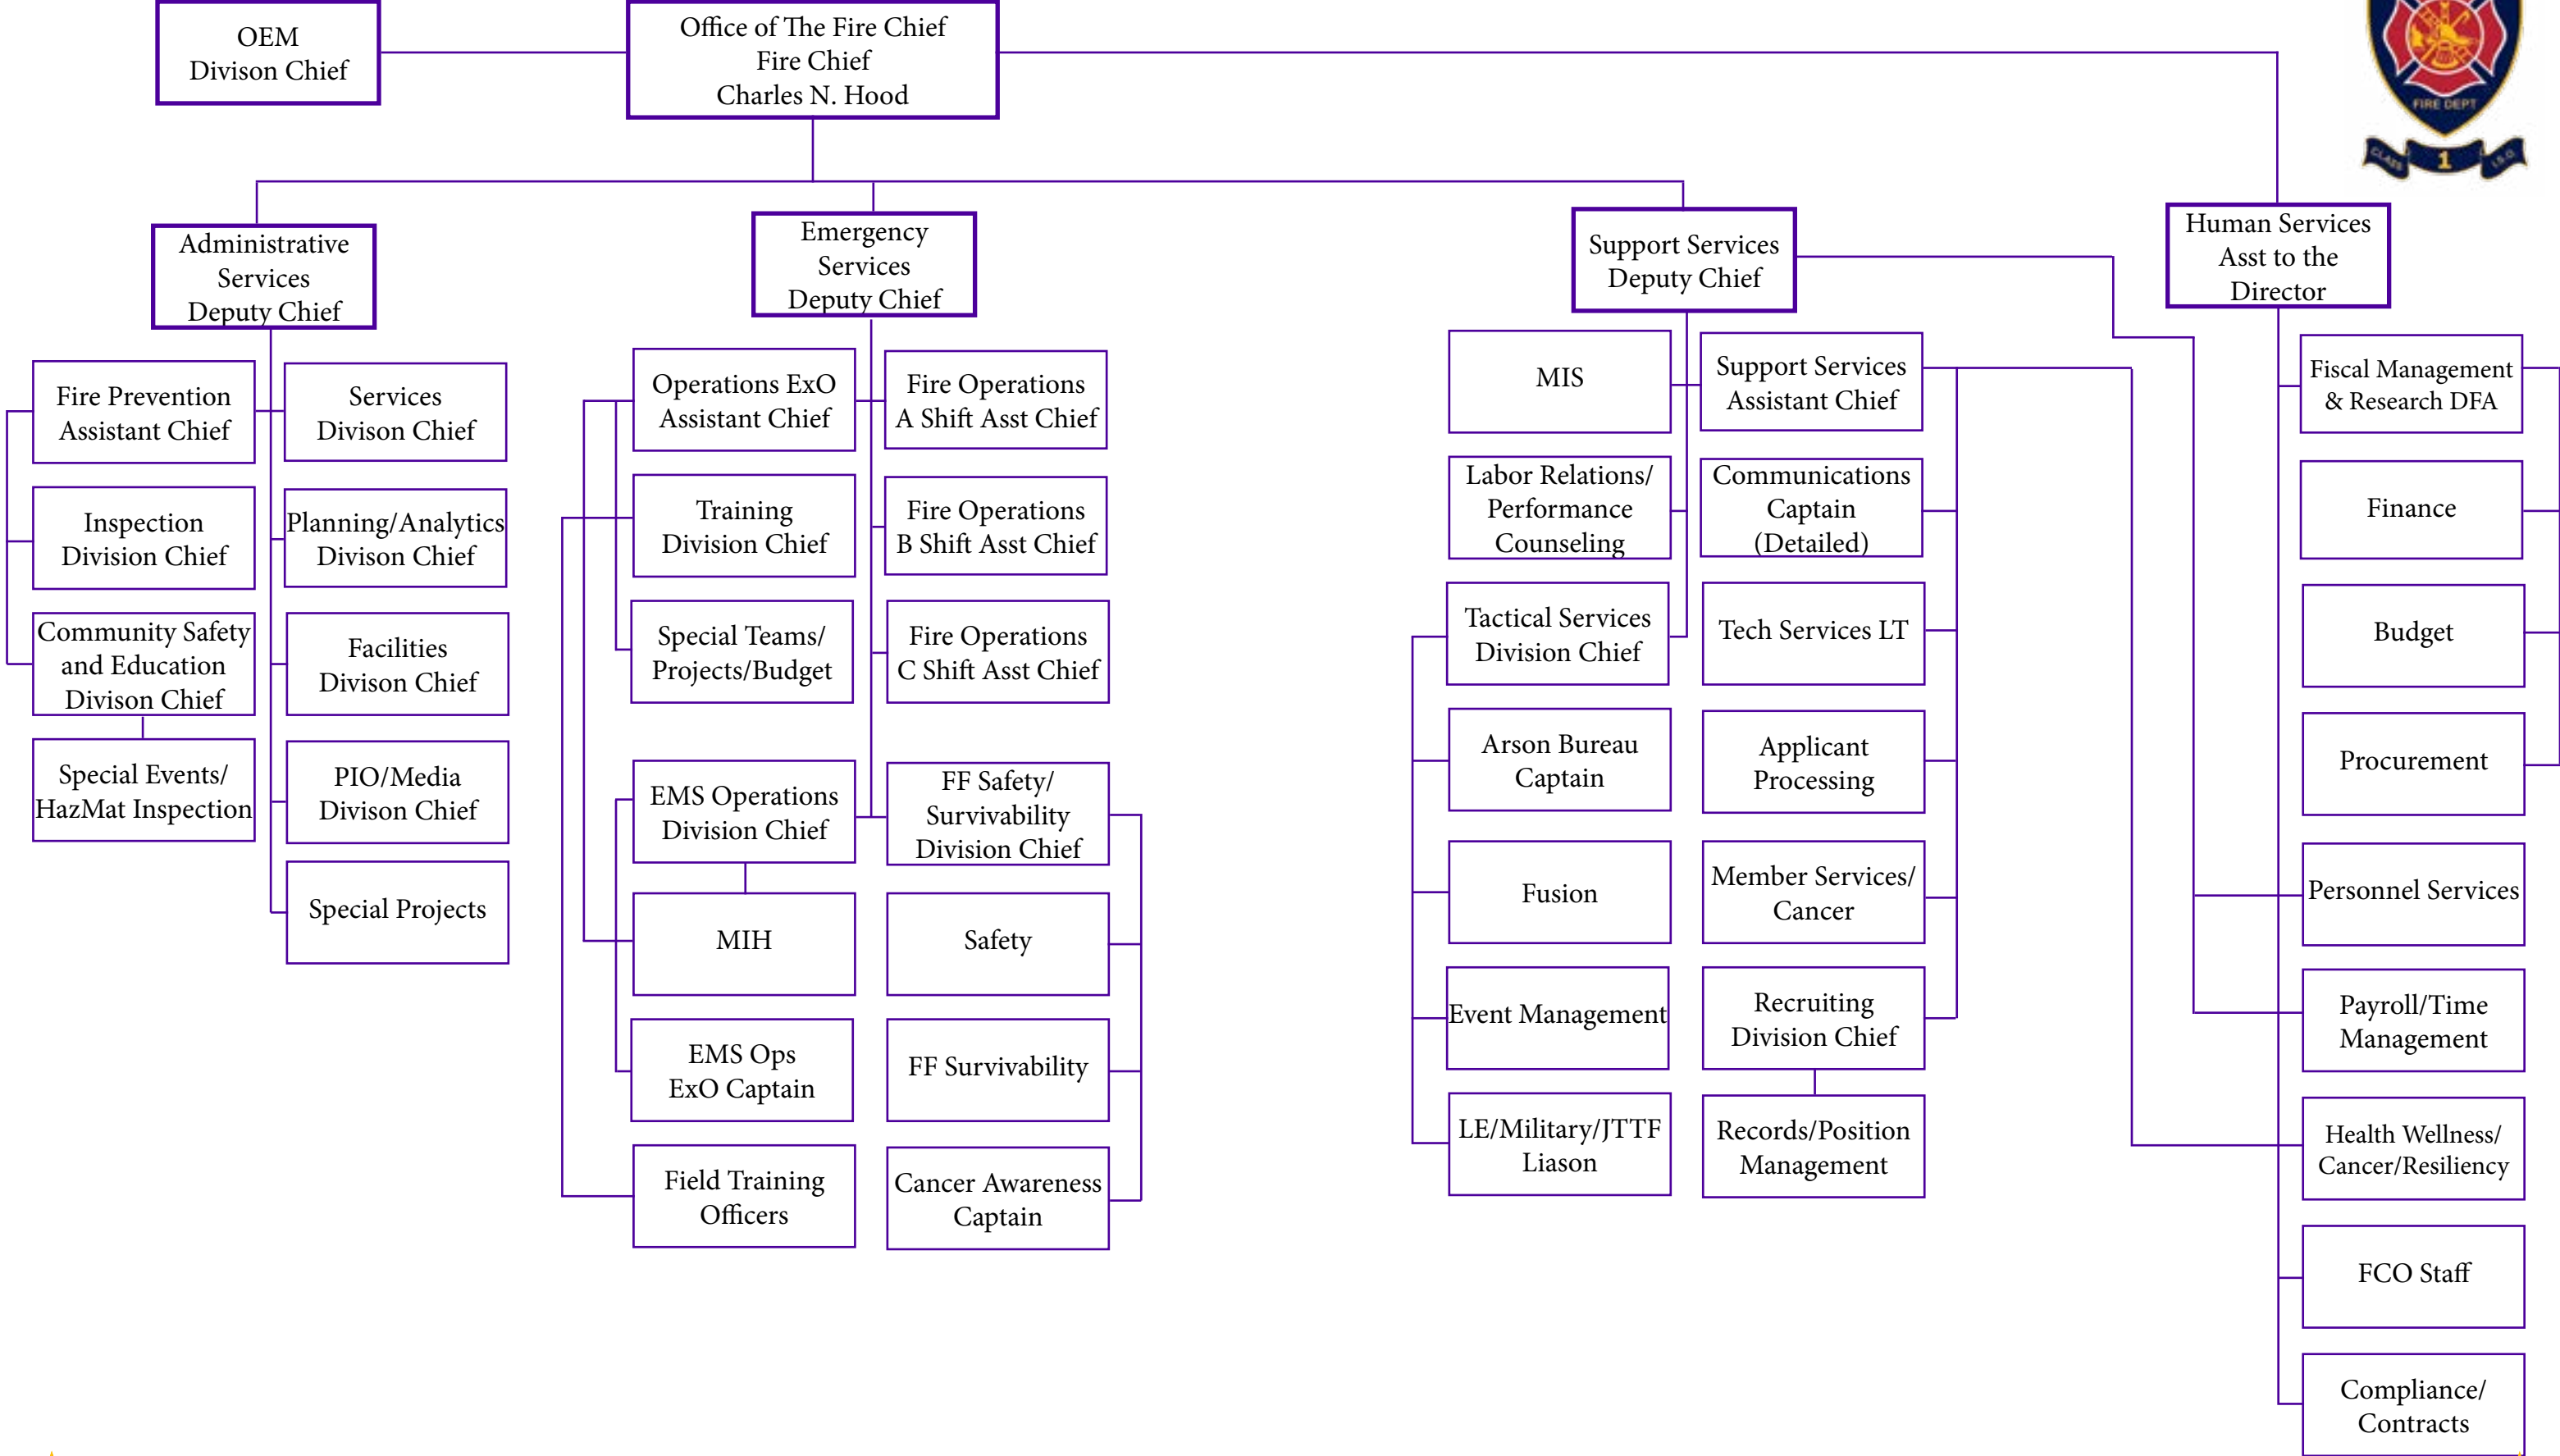 OEM
Divison Chief
Office of The Fire Chief
Fire Chief
Charles N. Hood
FIRE DEPT
CLASS
1
I.S.O.
Administrative
Services
Deputy Chief
Emergency
Services
Deputy Chief
Support Services
Deputy Chief
Human Services
Asst to the
Director
Fire Prevention
Assistant Chief
Services
Divison Chief
Inspection
Division Chief
Planning/Analytics
Divison Chief
Community Safety
and Education
Divison Chief
Facilities
Divison Chief
Special Events/
HazMat Inspection
PIO/Media
Divison Chief
Special Projects
Operations ExO
Assistant Chief
Fire Operations
A Shift Asst Chief
Training
Division Chief
Fire Operations
B Shift Asst Chief
Special Teams/
Projects/Budget
Fire Operations
C Shift Asst Chief
EMS Operations
Division Chief
FF Safety/
Survivability
Division Chief
MIH
Safety
EMS Ops
ExO Captain
FF Survivability
Field Training
Officers
Cancer Awareness
Captain
MIS
Support Services
Assistant Chief
Labor Relations/
Performance
Counseling
Communications
Captain
(Detailed)
Tactical Services
Division Chief
Tech Services LT
Arson Bureau
Captain
Applicant
Processing
Fusion
Member Services/
Cancer
Event Management
Recruiting
Division Chief
LE/Military/JTTF
Liason
Records/Position
Management
Fiscal Management
& Research DFA
Finance
Budget
Procurement
Personnel Services
Payroll/Time
Management
Health Wellness/
Cancer/Resiliency
FCO Staff
Compliance/
Contracts